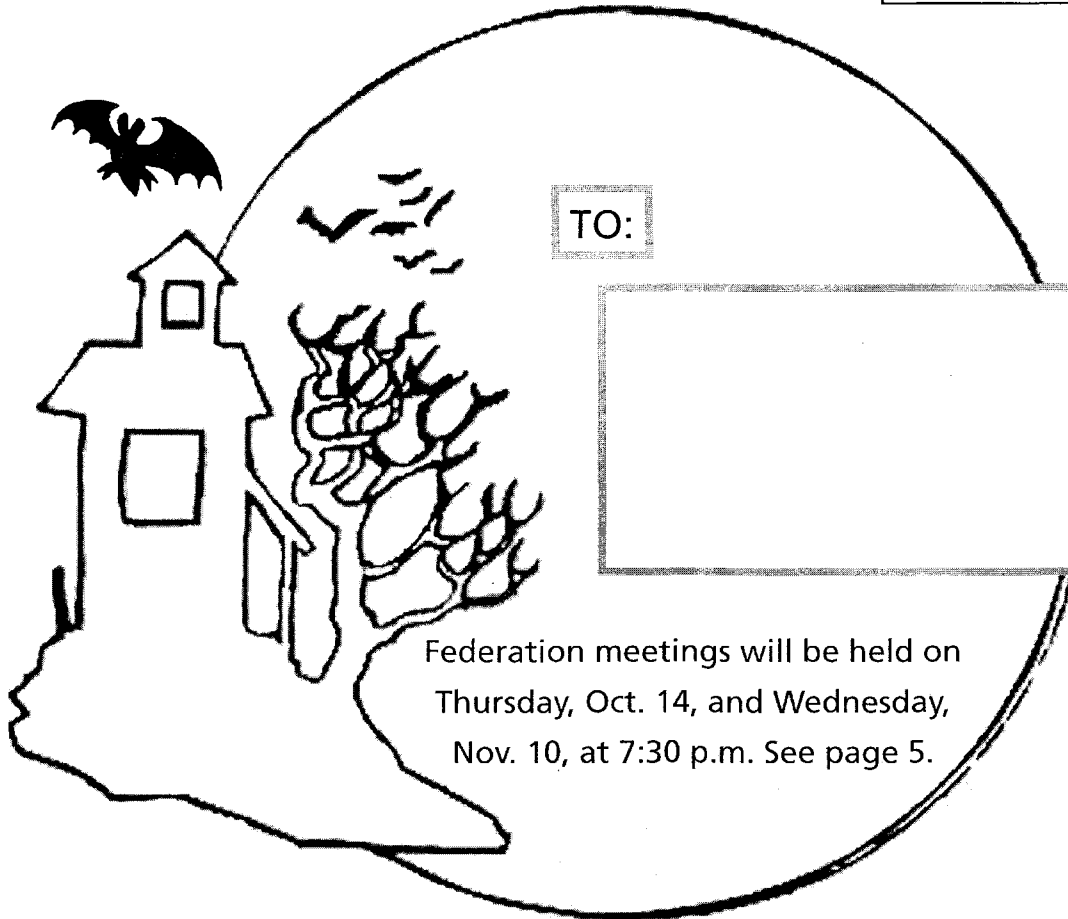 TO:
Federation meetings will be held on
Thursday, Oct. 14, and Wednesday,
Nov. 10, at 7:30 p.m. See page 5.